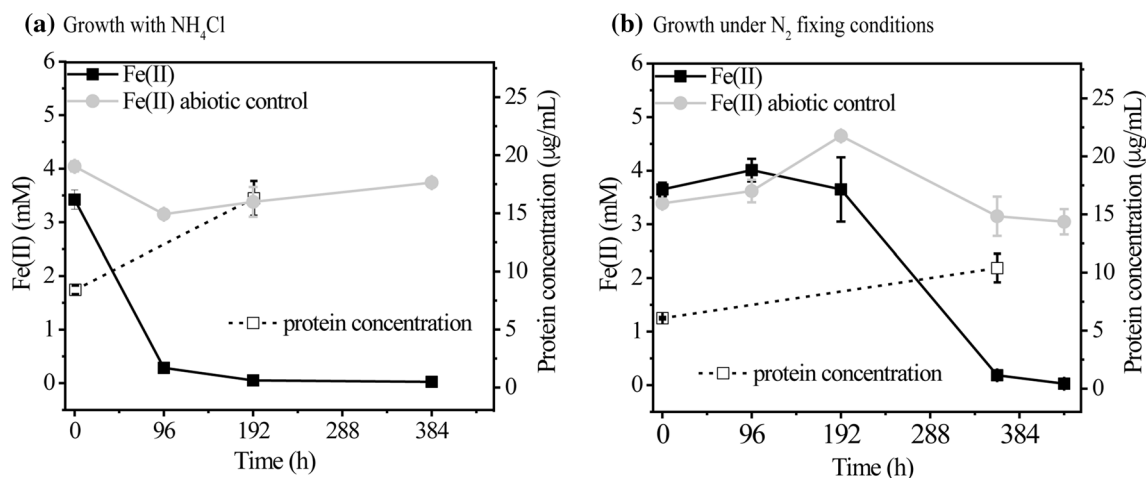 (a) Growth with NH₄Cl
Fe(II)
Fe(II) abiotic control
protein concentration
6
5
4
3
2
1
0
Fe(II) (mM)
25
20
15
10
5
0
Protein concentration (μg/mL)
0 96 192 288 384
Time (h)
(b) Growth under N₂ fixing conditions
Fe(II)
Fe(II) abiotic control
protein concentration
6
5
4
3
2
1
0
Fe(II) (mM)
25
20
15
10
5
0
Protein concentration (μg/mL)
0 96 192 288 384
Time (h)